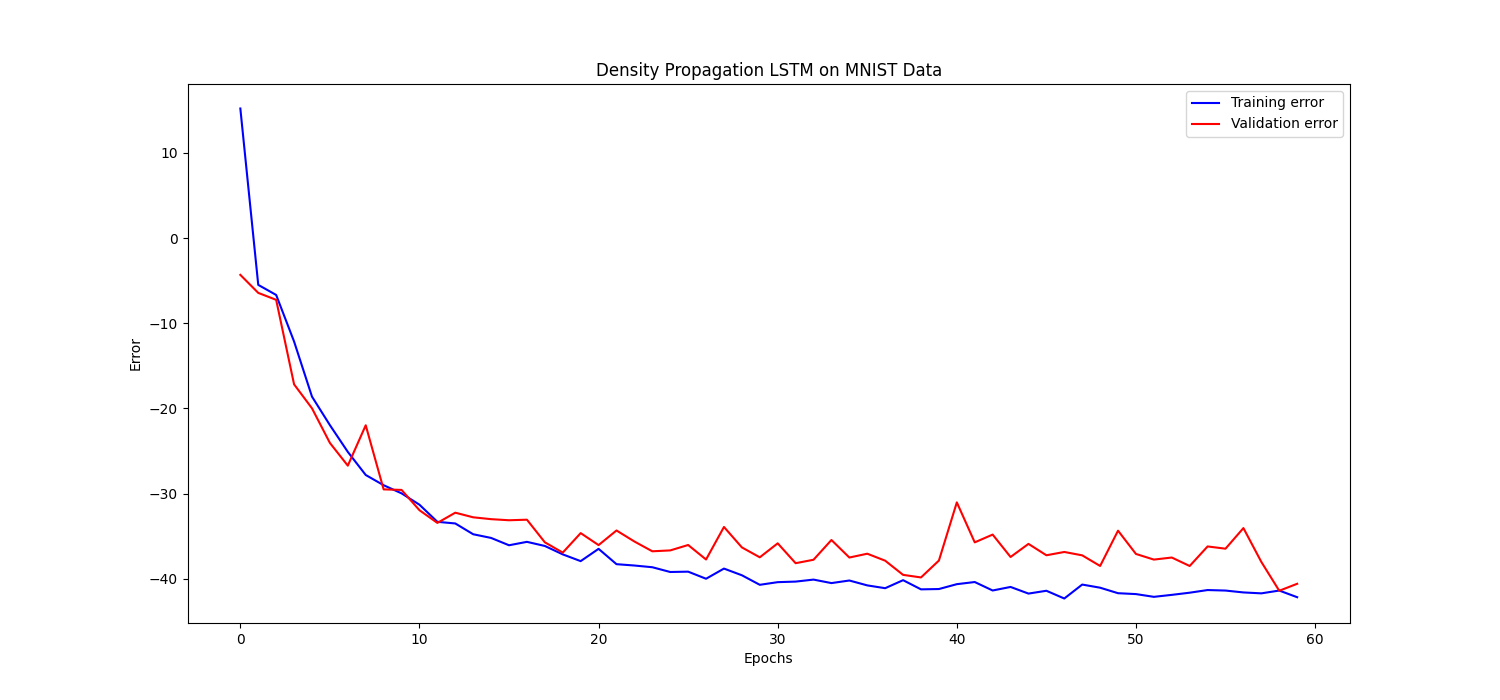 Density Propagation LSTM on MNIST Data
Training error
Validation error
10
0
−10
−20
−30
−40
Error
0 10 20 30 40 50 60
Epochs